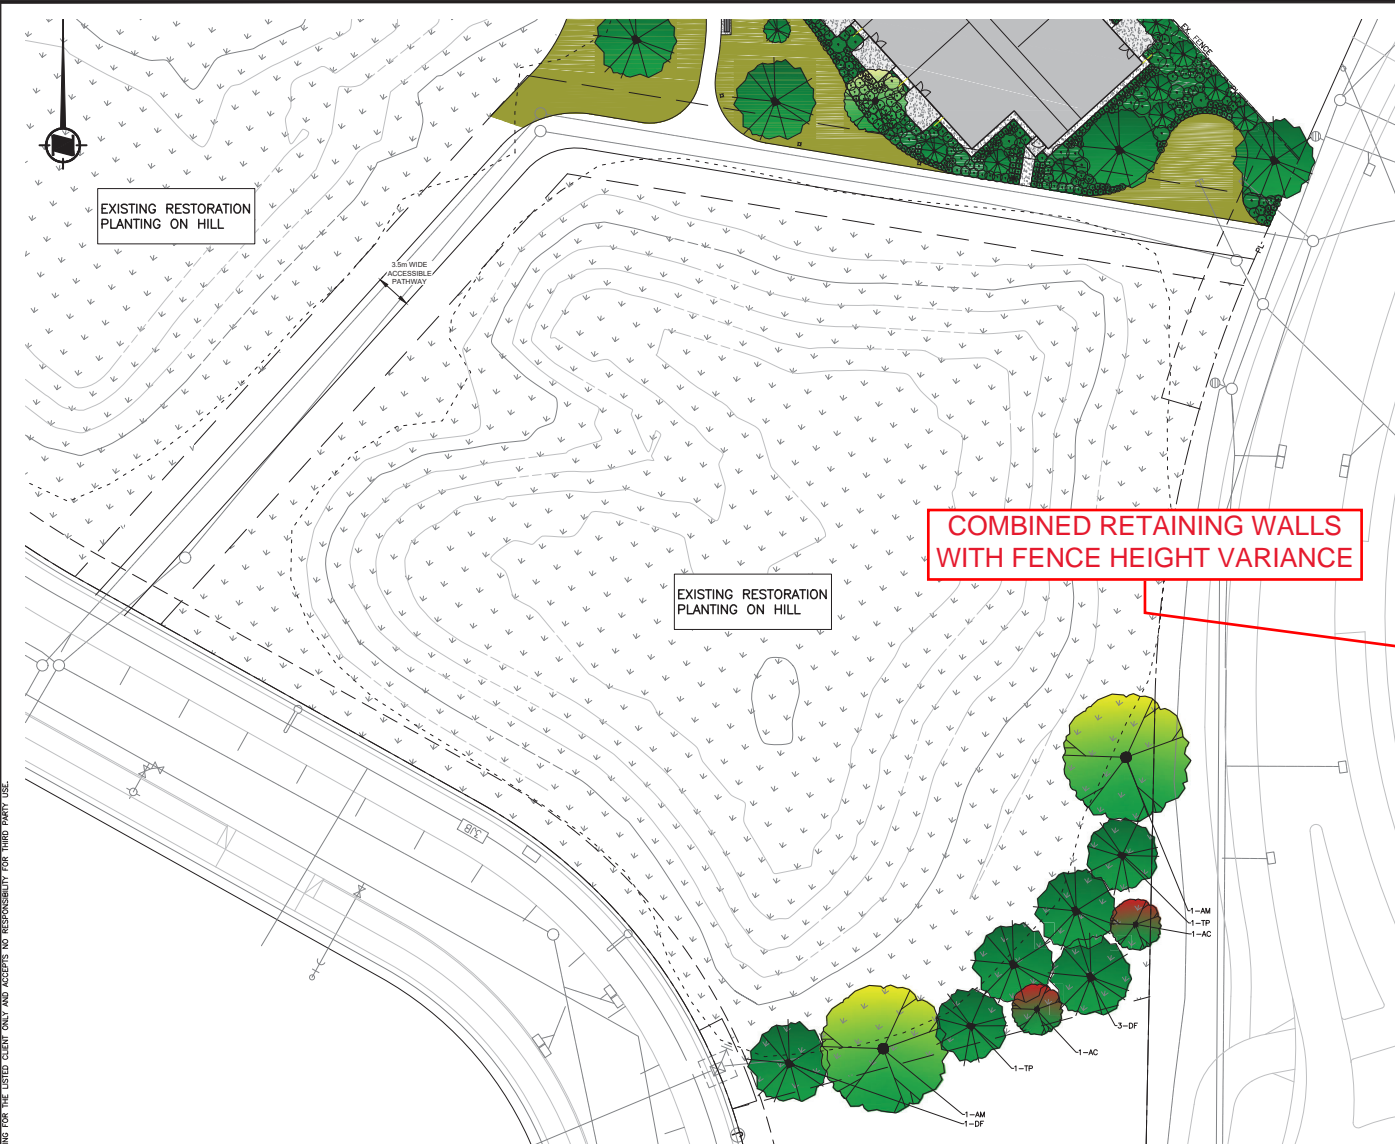 EX. FENCE
EXISTING RESTORATION
PLANTING ON HILL
3.5m WIDE
ACCESSIBLE
PATHWAY
PL
COMBINED RETAINING WALLS
WITH FENCE HEIGHT VARIANCE
EXISTING RESTORATION
PLANTING ON HILL
3JB
1-AM
1-TP
1-AC
3-DF
1-AC
1-TP
1-AM
1-DF
NG FOR THE LISTED CLIENT ONLY AND ACCEPTS NO RESPONSIBILITY FOR THIRD PARTY USE.